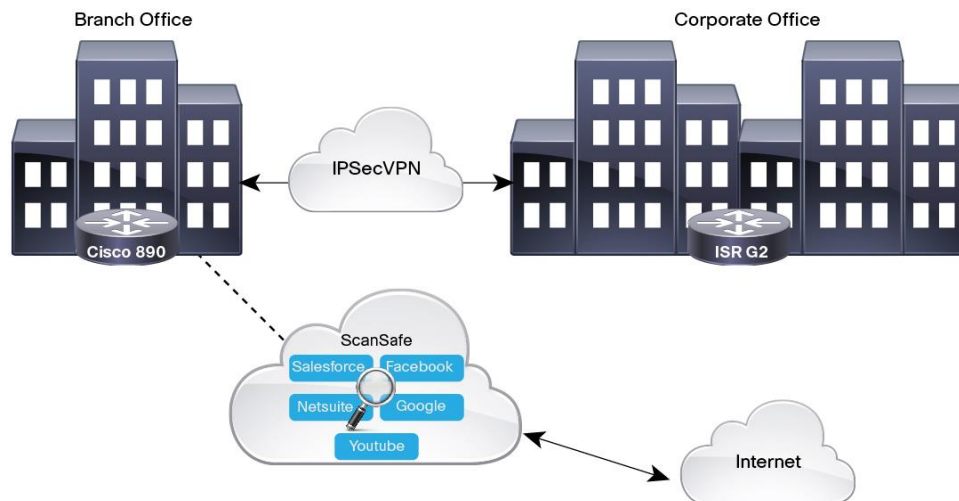 Branch Office
Corporate Office
IPSecVPN
Cisco 890
ISR G2
ScanSafe
Salesforce
Facebook
Netsuite
Google
Youtube
Internet